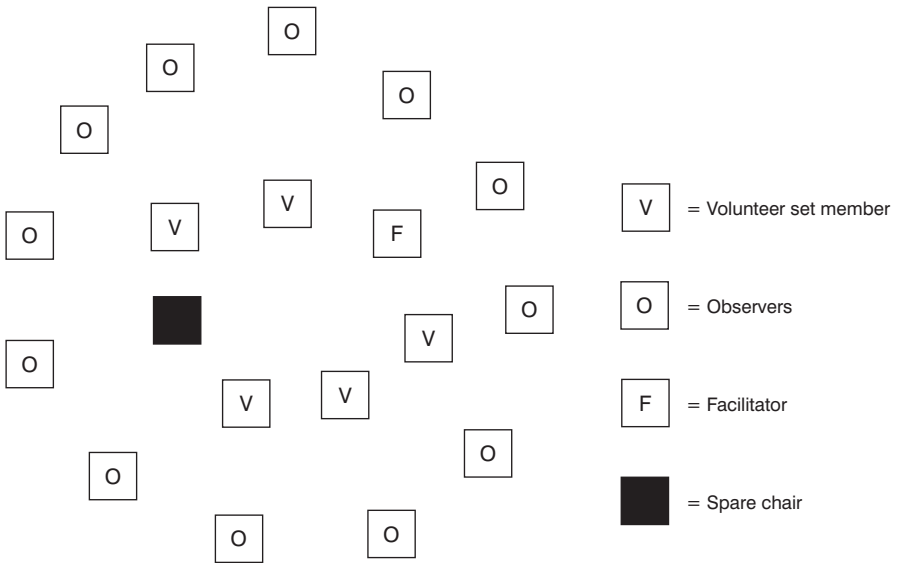 O
O
O
O
O
V
V
F
O
V = Volunteer set member
O
O
V
O = Observers
V
V
F = Facilitator
O
O
O
O
O
= Spare chair